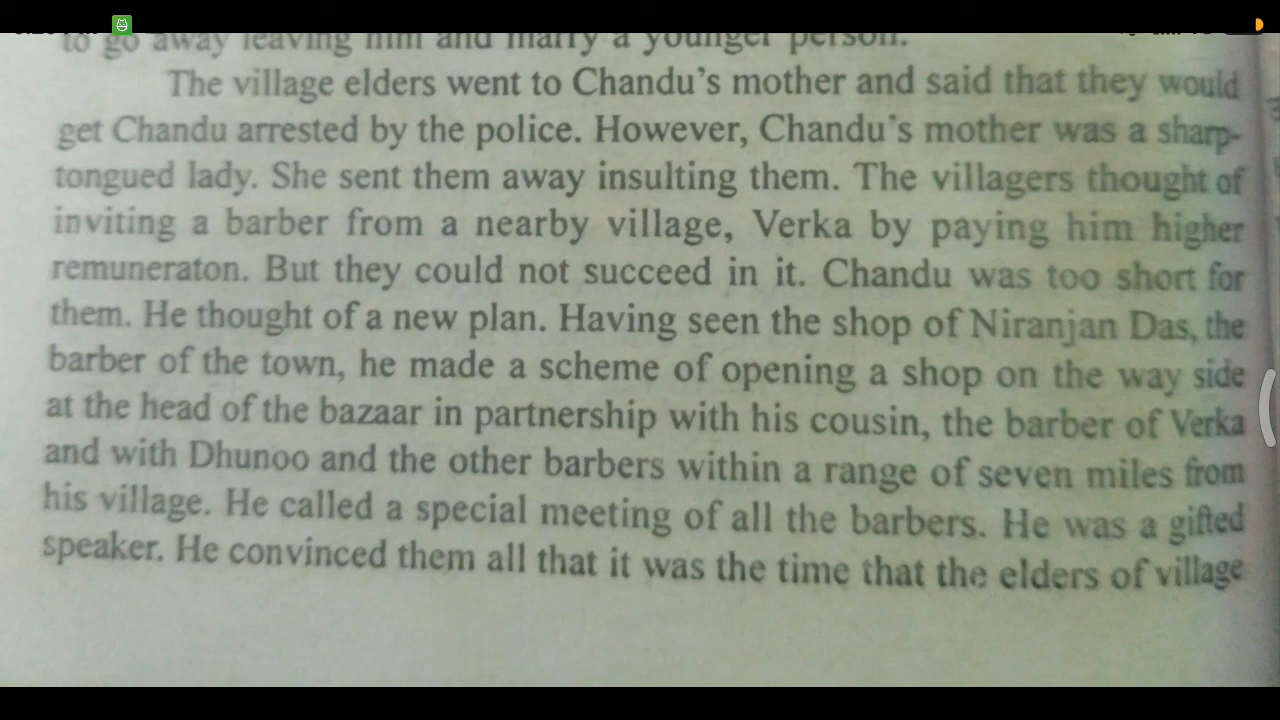 to go away leaving him and marry a younger person.
The village elders went to Chandu's mother and said that they would
get Chandu arrested by the police. However, Chandu's mother was a sharp-
tongued lady. She sent them away insulting them. The villagers thought of
inviting a barber from a nearby village, Verka by paying him higher
remuneraton. But they could not succeed in it. Chandu was too short for
them. He thought of a new plan. Having seen the shop of Niranjan Das, the
barber of the town, he made a scheme of opening a shop on the way side
at the head of the bazaar in partnership with his cousin, the barber of Verka
and with Dhunoo and the other barbers within a range of seven miles from
his village. He called a special meeting of all the barbers. He was a gifted
speaker. He convinced them all that it was the time that the elders of village